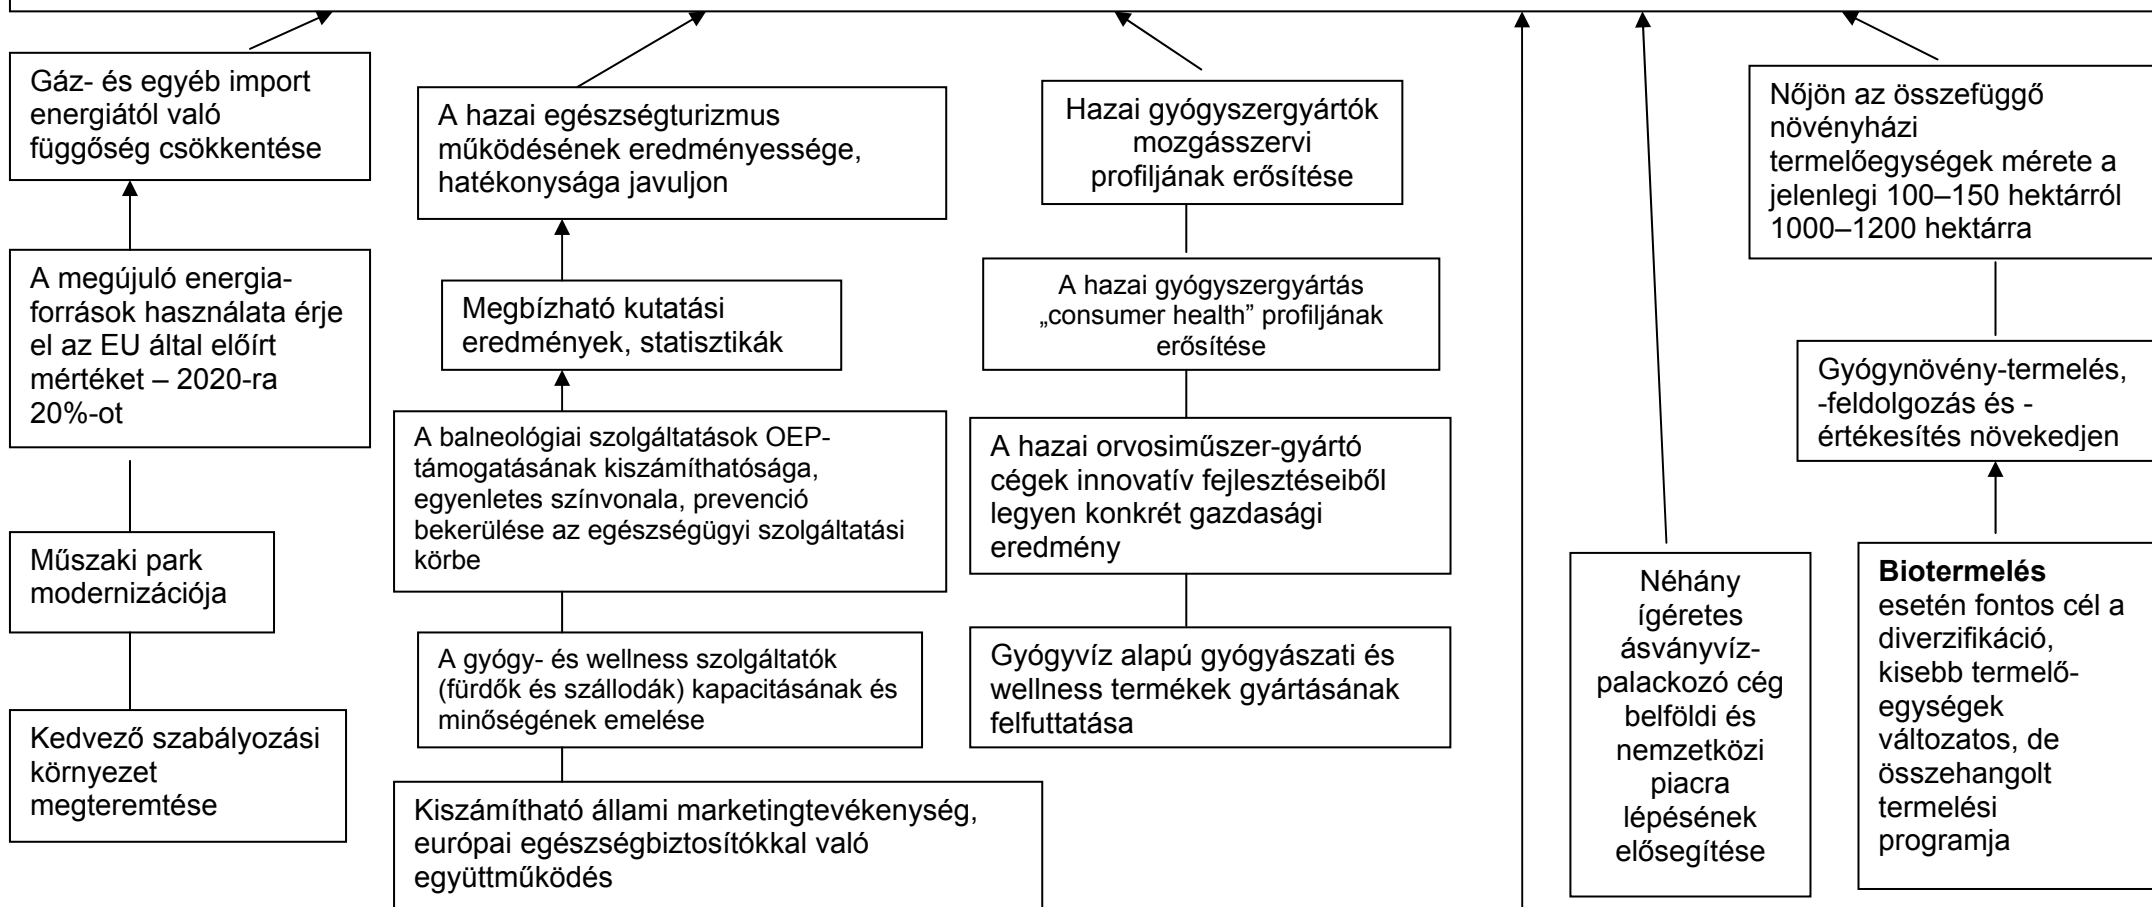 Gáz- és egyéb import
energiától való
függőség csökkentése
A megújuló energia-
források használata érje
el az EU által előírt
mértéket – 2020-ra
20%-ot
Műszaki park
modernizációja
Kedvező szabályozási
környezet
megteremtése
A hazai egészségturizmus
működésének eredményessége,
hatékonysága javuljon
Megbízható kutatási
eredmények, statisztikák
A balneológiai szolgáltatások OEP-
támogatásának kiszámíthatósága,
egyenletes színvonala, prevenció
bekerülése az egészségügyi szolgáltatási
körbe
A gyógy- és wellness szolgáltatók
(fürdők és szállodák) kapacitásának és
minőségének emelése
Kiszámítható állami marketingtevékenység,
európai egészségbiztosítókkal való
együttműködés
Hazai gyógyszergyártók
mozgásszervi
profiljának erősítése
A hazai gyógyszergyártás
„consumer health” profiljának
erősítése
A hazai orvosiműszer-gyártó
cégek innovatív fejlesztéseiből
legyen konkrét gazdasági
eredmény
Gyógyvíz alapú gyógyászati és
wellness termékek gyártásának
felfuttatása
Néhány
ígéretes
ásványvíz-
palackozó cég
belföldi és
nemzetközi
piacra
lépésének
elősegítése
Nőjön az összefüggő
növényházi
termelőegységek mérete a
jelenlegi 100–150 hektárról
1000–1200 hektárra
Gyógynövény-termelés,
-feldolgozás és -
értékesítés növekedjen
Biotermelés
esetén fontos cél a
diverzifikáció,
kisebb termelő-
egységek
változatos, de
összehangolt
termelési
programja